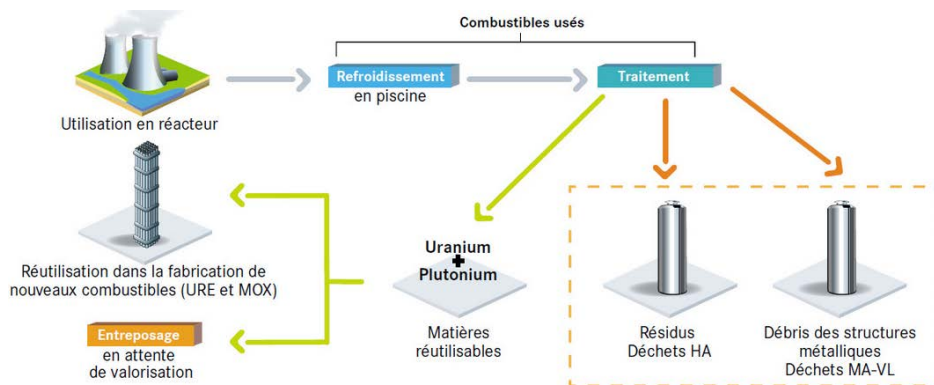 Combustibles usés
Utilisation en réacteur
Refroidissement
en piscine
Traitement
Réutilisation dans la fabrication de
nouveaux combustibles (URE et MOX)
Entreposage
en attente
de valorisation
Uranium
+
Plutonium
Matières
réutilisables
Résidus
Déchets HA
Débris des structures
métalliques
Déchets MA-VL